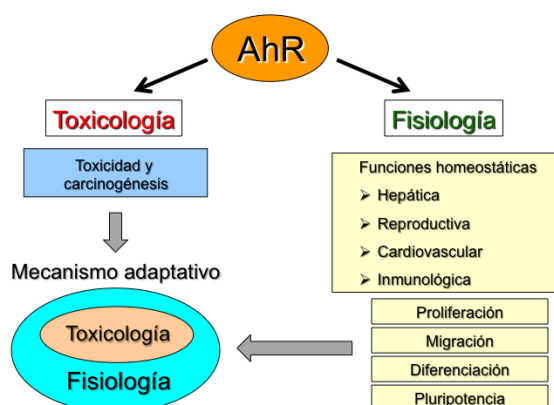 AhR
Toxicología
Fisiología
Toxicidad y
carcinogénesis
Funciones homeostáticas
➢ Hepática
➢ Reproductiva
➢ Cardiovascular
➢ Inmunológica
Mecanismo adaptativo
Toxicología
Fisiología
Proliferación
Migración
Diferenciación
Pluripotencia